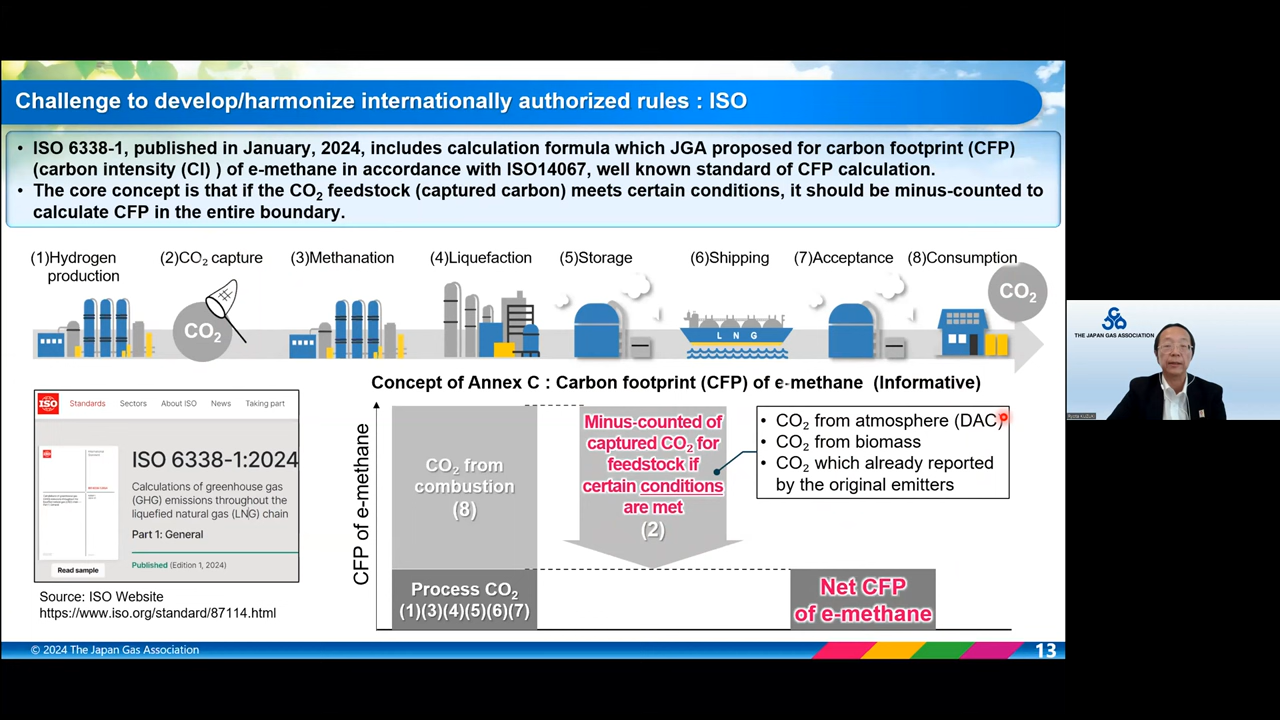 Challenge to develop/harmonize internationally authorized rules : ISO
• ISO 6338-1, published in January, 2024, includes calculation formula which JGA proposed for carbon footprint (CFP)
(carbon intensity (CI) ) of e-methane in accordance with ISO14067, well known standard of CFP calculation.
• The core concept is that if the CO₂ feedstock (captured carbon) meets certain conditions, it should be minus-counted to
calculate CFP in the entire boundary.
(1)Hydrogen
production
(2)CO₂ capture
(3)Methanation
(4)Liquefaction
(5)Storage
(6)Shipping
(7)Acceptance
(8)Consumption
CO₂
CO₂
L N G
THE JAPAN GAS ASSOCIATION
Concept of Annex C : Carbon footprint (CFP) of e-methane (Informative)
ISO
Standards
Sectors
About ISO
News
Taking part
ISO 6338-1:2024
Calculations of greenhouse gas
(GHG) emissions throughout the
liquefied natural gas (LNG) chain
Part 1: General
Published (Edition 1, 2024)
Read sample
Source: ISO Website
https://www.iso.org/standard/87114.html
CFP of e-methane
CO₂ from
combustion
(8)
Process CO₂
(1)(3)(4)(5)(6)(7)
Minus-counted of
captured CO₂ for
feedstock if
certain conditions
are met
(2)
• CO₂ from atmosphere (DAC)
• CO₂ from biomass
• CO₂ which already reported
by the original emitters
Net CFP
of e-methane
© 2024 The Japan Gas Association
13